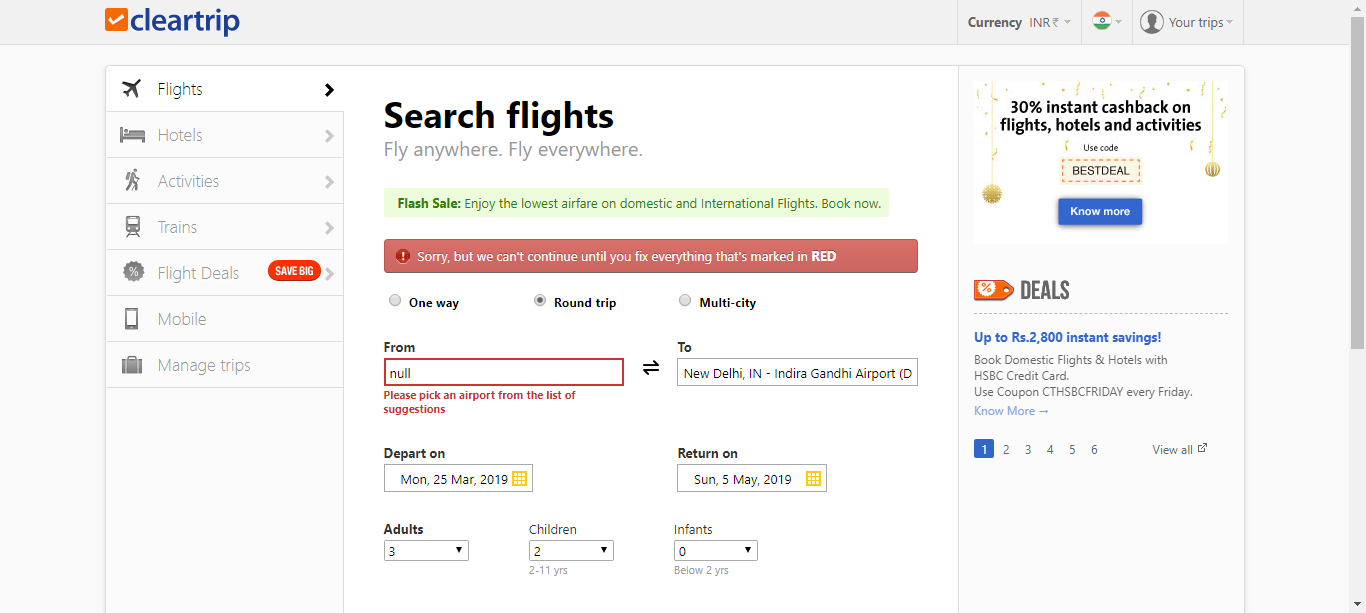 cleartrip
Currency INR₹
Your trips
Flights
Hotels
Activities
Trains
Flight Deals SAVE BIG
Mobile
Manage trips
Search flights
Fly anywhere. Fly everywhere.
Flash Sale: Enjoy the lowest airfare on domestic and International Flights. Book now.
Sorry, but we can't continue until you fix everything that's marked in RED
One way Round trip Multi-city
From
null
Please pick an airport from the list of
suggestions
To
New Delhi, IN - Indira Gandhi Airport (D
Depart on
Mon, 25 Mar, 2019
Return on
Sun, 5 May, 2019
Adults
3
Children
2
2-11 yrs
Infants
0
Below 2 yrs
30% instant cashback on
flights, hotels and activities
Use code
BESTDEAL
Know more
% DEALS
Up to Rs.2,800 instant savings!
Book Domestic Flights & Hotels with
HSBC Credit Card.
Use Coupon CTHSBCFRIDAY every Friday.
Know More →
1 2 3 4 5 6 View all